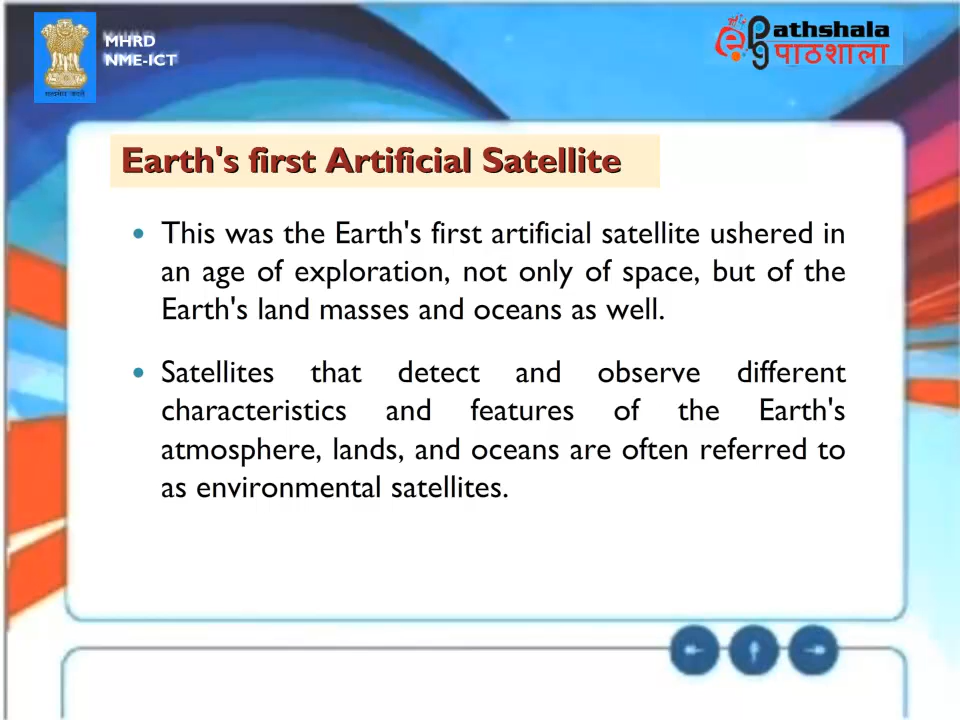 MHRD
NME-ICT
ePG Pathshala
पाठशाला
Earth's first Artificial Satellite
• This was the Earth's first artificial satellite ushered in
an age of exploration, not only of space, but of the
Earth's land masses and oceans as well.
• Satellites that detect and observe different
characteristics and features of the Earth's
atmosphere, lands, and oceans are often referred to
as environmental satellites.